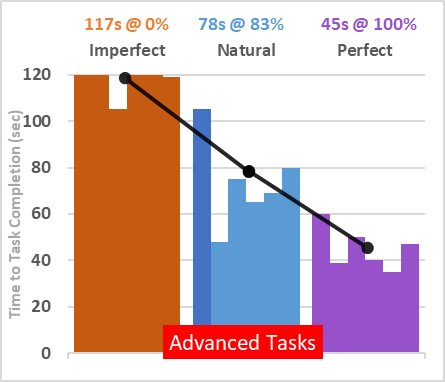 117s @ 0% 78s @ 83% 45s @ 100%
Imperfect Natural Perfect
Time to Task Completion (sec)
120
100
80
60
40
20
0
Advanced Tasks